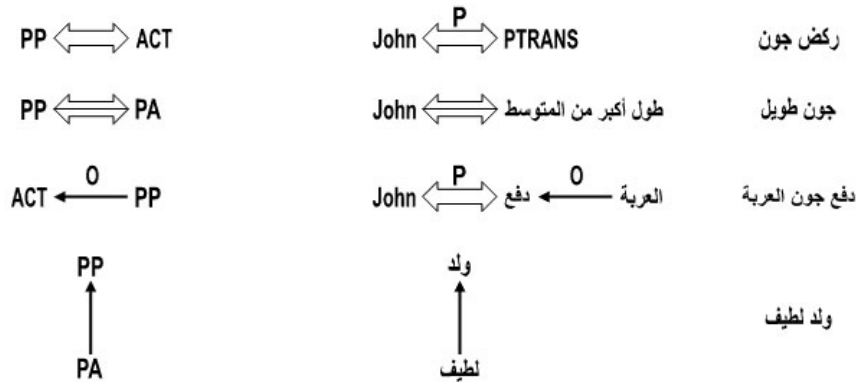 PP ACT John P PTRANS ركض جون
PP PA John طول أكبر من المتوسط جون طويل
ACT O PP John P دفع O العربة دفع جون العربة
PP ولد
ولد لطيف
PA لطيف